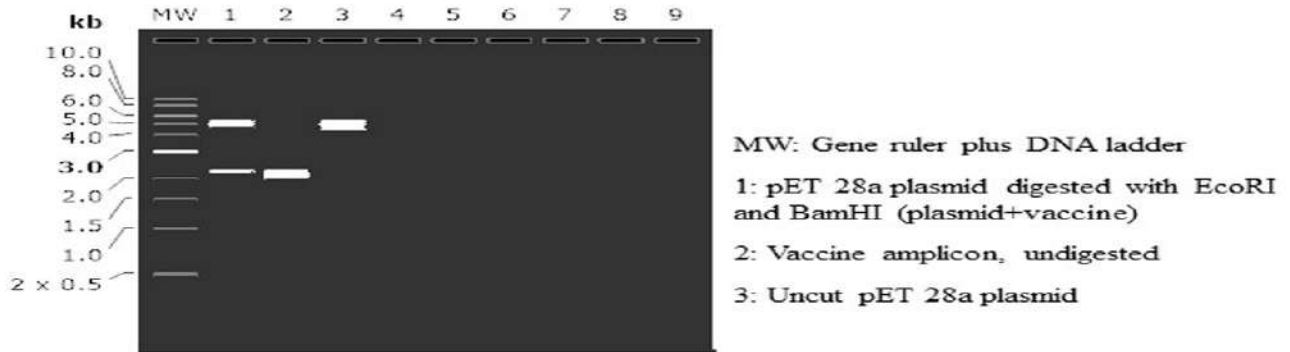 kb
MW 1 2 3 4 5 6 7 8 9
10.0
8.0
6.0
5.0
4.0
3.0
2.0
1.5
1.0
2 x 0.5
MW: Gene ruler plus DNA ladder
1: pET 28a plasmid digested with EcoRI
and BamHI (plasmid+vaccine)
2: Vaccine amplicon, undigested
3: Uncut pET 28a plasmid